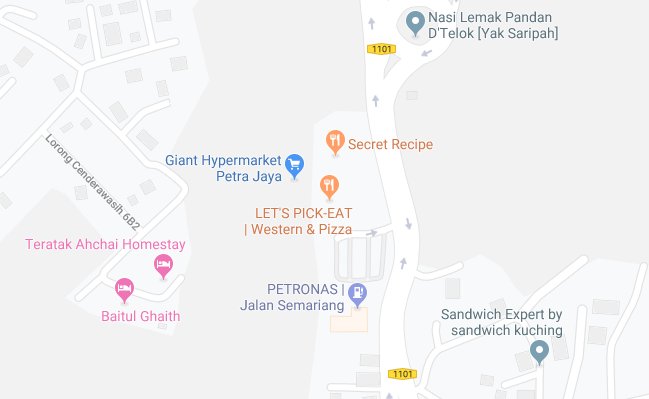 Nasi Lemak Pandan
D'Telok [Yak Saripah]
1101
Secret Recipe
Giant Hypermarket
Petra Jaya
Lorong Cenderawasih 6B2
LET'S PICK-EAT
| Western & Pizza
Teratak Ahchai Homestay
PETRONAS |
Jalan Semariang
Baitul Ghaith
Sandwich Expert by
sandwich kuching
1101